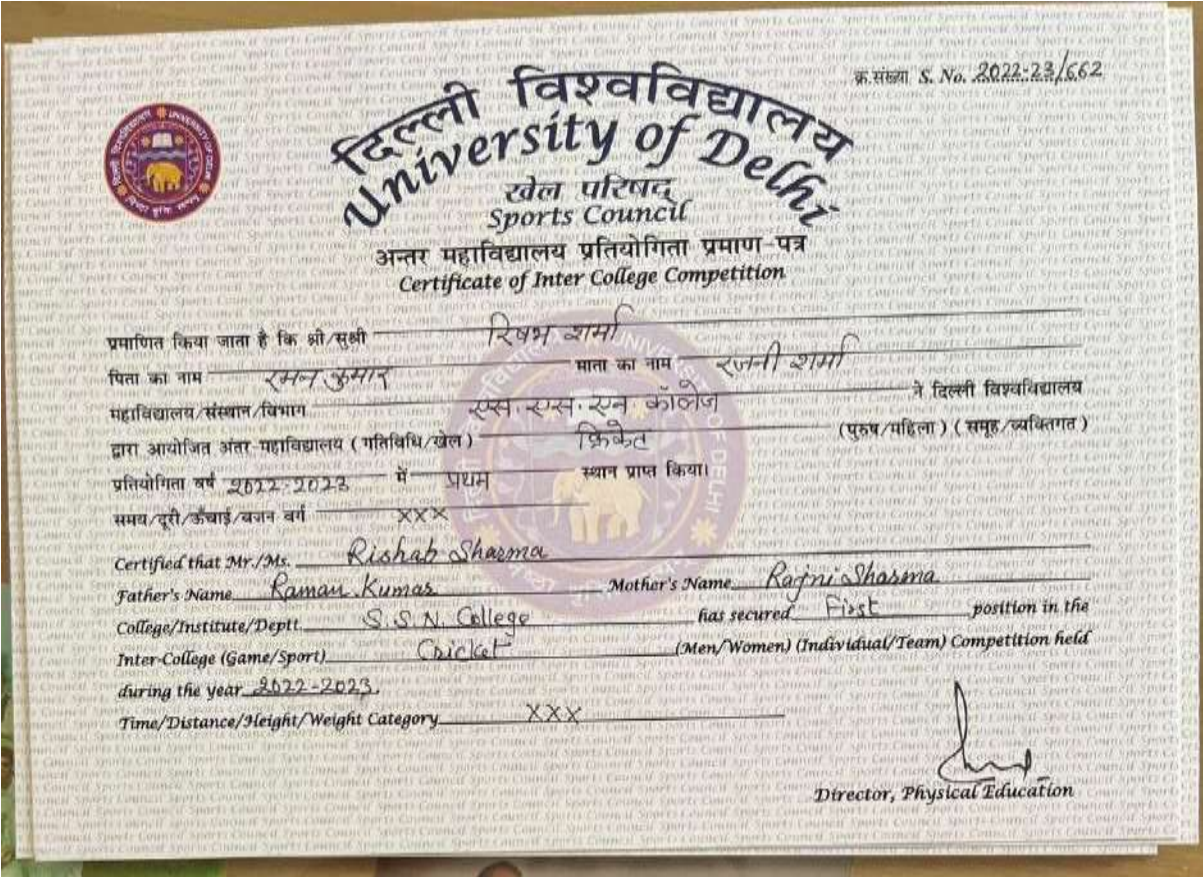 क्र.संख्या S. No. 2022-23/662
दिल्ली विश्वविद्यालय
University of Delhi
खेल परिषद्
Sports Council
अन्तर महाविद्यालय प्रतियोगिता प्रमाण-पत्र
Certificate of Inter College Competition
प्रमाणित किया जाता है कि श्री/सुश्री रिषभ शर्मा
पिता का नाम रमन कुमार माता का नाम रजनी शर्मा
महाविद्यालय/संस्थान/विभाग एस.एस.एन कॉलेज ने दिल्ली विश्वविद्यालय
द्वारा आयोजित अंतर महाविद्यालय (गतिविधि/खेल) क्रिकेट (पुरुष/महिला) (समूह/व्यक्तिगत)
प्रतियोगिता वर्ष 2022-2023 में प्रथम स्थान प्राप्त किया।
समय/दूरी/ऊँचाई/वजन वर्ग XXX
Certified that Mr./Ms. Rishab Sharma
Father's Name Raman Kumar Mother's Name Rajni Sharma
College/Institute/Deptt. S.S.N. College has secured First position in the
Inter-College (Game/Sport) Cricket (Men/Women) (Individual/Team) Competition held
during the year 2022-2023.
Time/Distance/Height/Weight Category XXX
Director, Physical Education